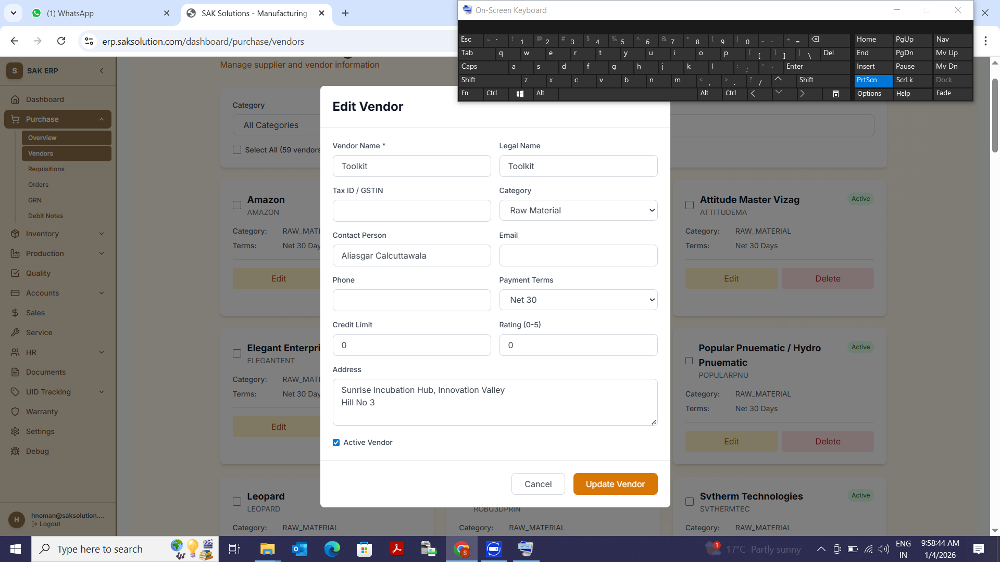 (1) WhatsApp
SAK Solutions - Manufacturing
erp.saksolution.com/dashboard/purchase/vendors
On-Screen Keyboard
Esc ~ ` ! 1 @ 2 # 3 $ 4 % 5 ^ 6 & 7 * 8 ( 9 ) 0 _ - + = Home PgUp Nav
Tab q w e r t y u i o p { [ } ] | \ Del End PgDn Mv Up
Caps a s d f g h j k l : ; " ' Enter Insert Pause Mv Dn
Shift z x c v b n m < , > . ? / Shift PrtScn ScrLk Dock
Fn Ctrl Alt Alt Ctrl Options Help Fade
S SAK ERP
Dashboard
Purchase
Overview
Vendors
Requisitions
Orders
GRN
Debit Notes
Inventory
Production
Quality
Accounts
Sales
Service
HR
Documents
UID Tracking
Warranty
Settings
Debug
H
hnoman@saksolution....
Logout
Manage supplier and vendor information
Category
All Categories
Select All (59 vendors
Amazon
AMAZON
Category: RAW_MATE
Terms: Net 30 Day
Edit
Elegant Enterpri
ELEGANTENT
Category: RAW_MATE
Terms: Net 30 Day
Edit
Leopard
LEOPARD
Category: RAW_MATERIAL
Edit Vendor
Vendor Name *
Toolkit
Legal Name
Toolkit
Tax ID / GSTIN
Category
Raw Material
Contact Person
Aliasgar Calcuttawala
Email
Phone
Payment Terms
Net 30
Credit Limit
0
Rating (0-5)
0
Address
Sunrise Incubation Hub, Innovation Valley
Hill No 3
Active Vendor
Cancel
Update Vendor
ROBU3DPRIN
Category: RAW_MATERIAL
Attitude Master Vizag
Active
ATTITUDEMA
Category: RAW_MATERIAL
Terms: Net 30 Days
Edit
Delete
Popular Pnuematic / Hydro
Pnuematic
Active
POPULARPNU
Category: RAW_MATERIAL
Terms: Net 30 Days
Edit
Delete
Svtherm Technologies
Active
SVTHERMTEC
Category: RAW_MATERIAL
Type here to search
S
1
17°C Partly sunny
ENG
IN
9:58:44 AM
1/4/2026